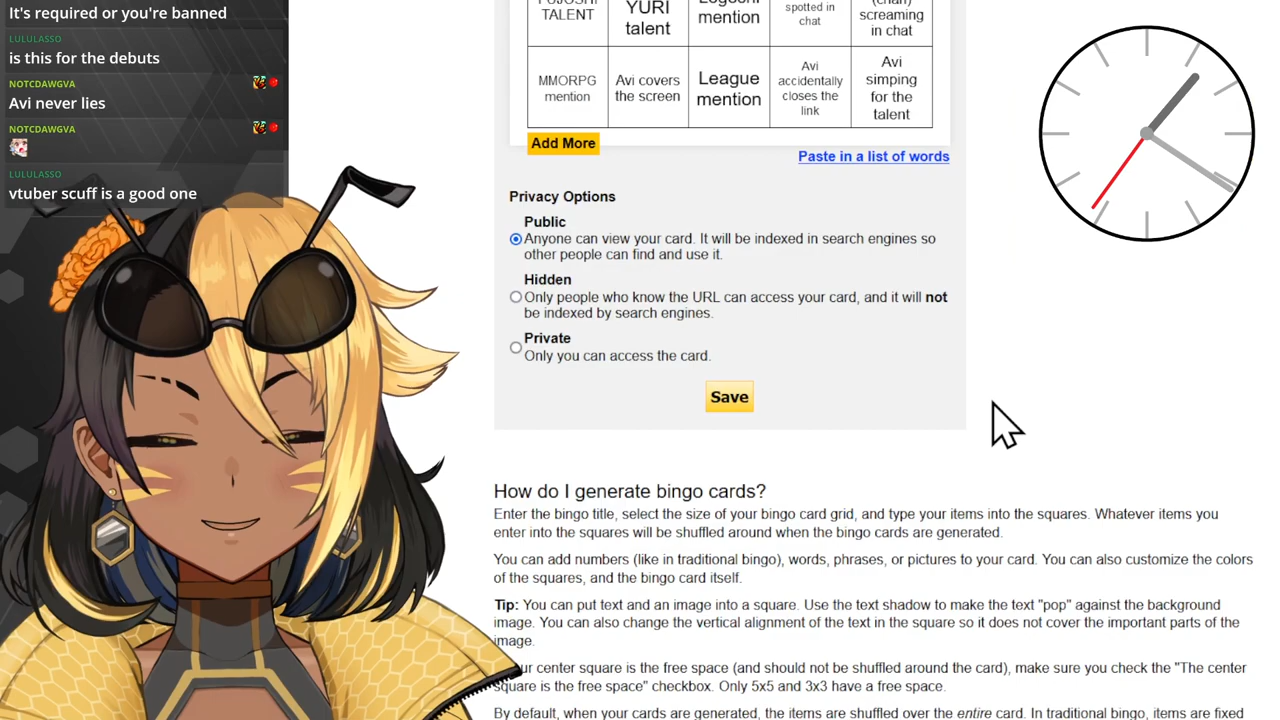 It's required or you're banned
LULULASSO
is this for the debuts
NOTCDAWGVA
Avi never lies
NOTCDAWGVA
LULULASSO
vtuber scuff is a good one
TALENT
YURI
talent
mention
spotted in
chat
screaming
in chat
MMORPG
mention
Avi covers
the screen
League
mention
Avi
accidentally
closes the
link
Avi
simping
for the
talent
Add More
Paste in a list of words
Privacy Options
Public
Anyone can view your card. It will be indexed in search engines so
other people can find and use it.
Hidden
Only people who know the URL can access your card, and it will not
be indexed by search engines.
Private
Only you can access the card.
Save
How do I generate bingo cards?
Enter the bingo title, select the size of your bingo card grid, and type your items into the squares. Whatever items you
enter into the squares will be shuffled around when the bingo cards are generated.
You can add numbers (like in traditional bingo), words, phrases, or pictures to your card. You can also customize the colors
of the squares, and the bingo card itself.
Tip: You can put text and an image into a square. Use the text shadow to make the text "pop" against the background
image. You can also change the vertical alignment of the text in the square so it does not cover the important parts of the
image.
ur center square is the free space (and should not be shuffled around the card), make sure you check the "The center
square is the free space" checkbox. Only 5x5 and 3x3 have a free space.
By default, when your cards are generated, the items are shuffled over the entire card. In traditional bingo, items are fixed